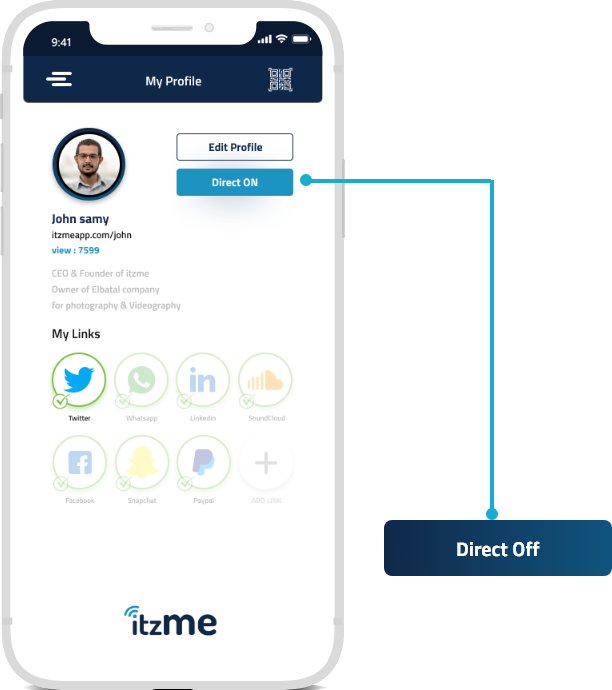 9:41
My Profile
Edit Profile
Direct ON
John samy
itzmeapp.com/john
view : 7599
CEO & Founder of itzme
Owner of Elbatal company
for photography & Videography
My Links
Twitter
Whatsapp
Linkedin
SoundCloud
Facebook
Snapchat
Paypal
ADD LINK
Direct Off
itzme